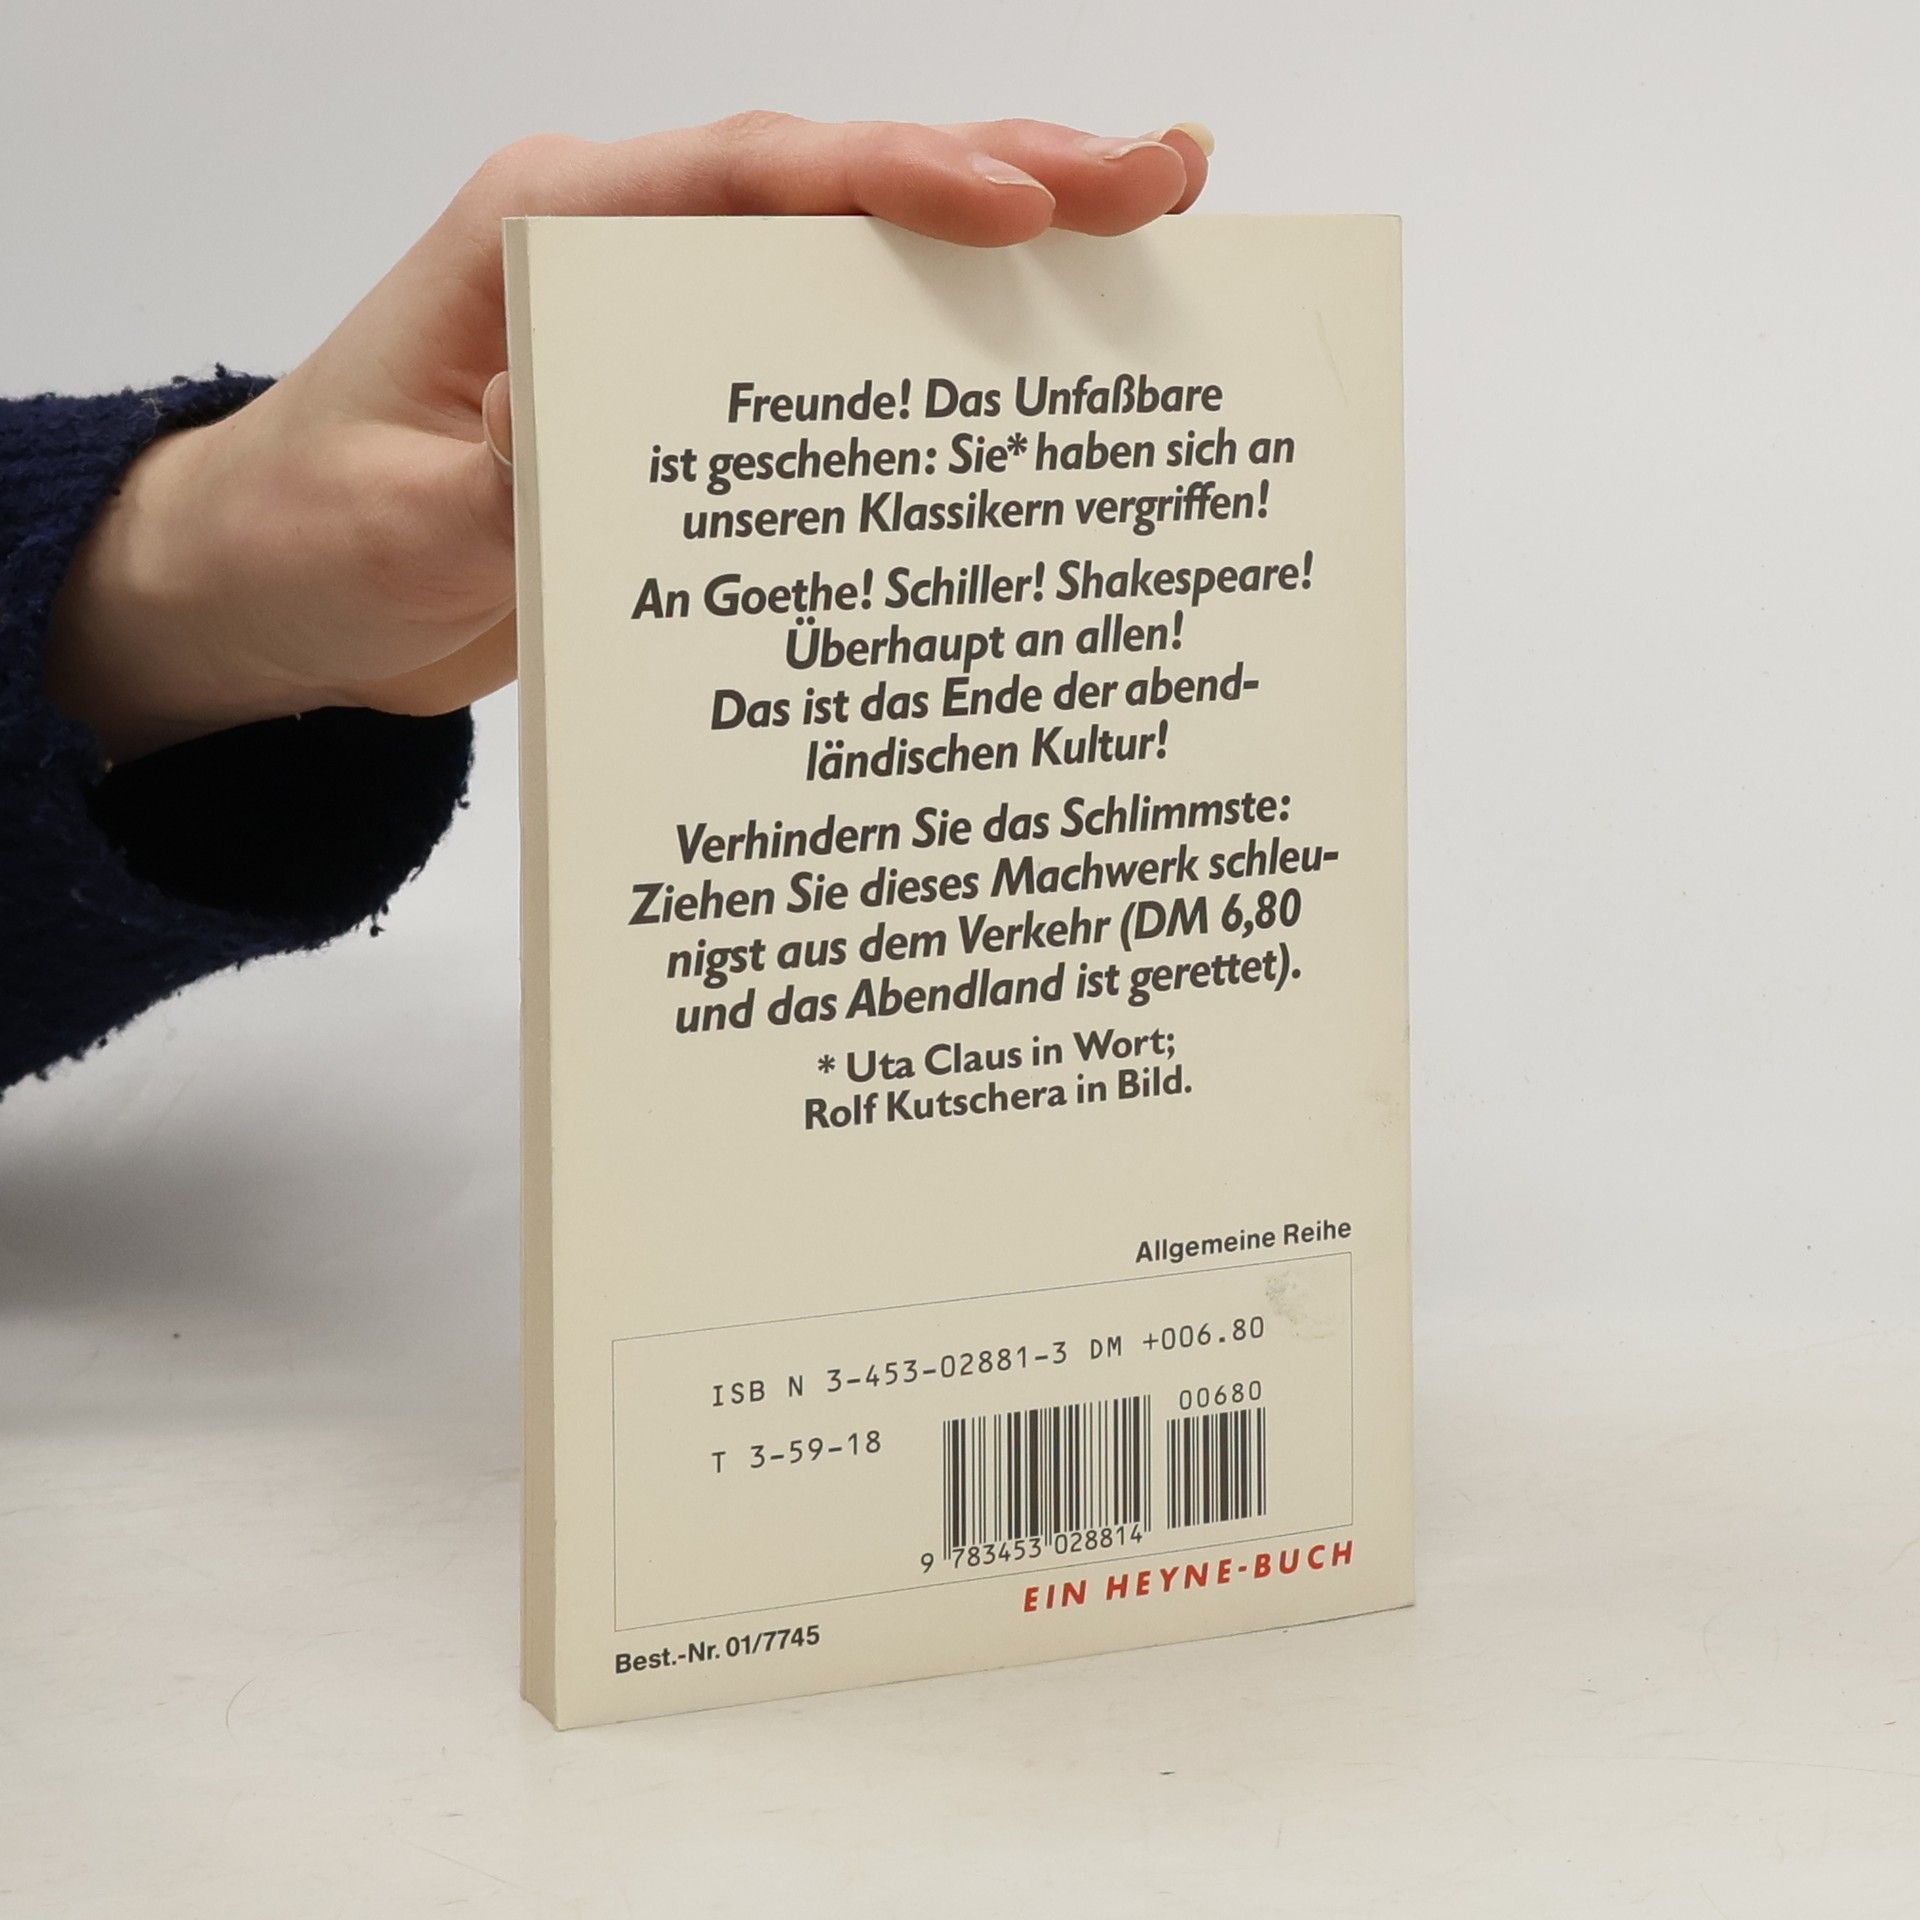 Freunde! Das Unfaßbare
ist geschehen: Sie* haben sich an
unseren Klassikern vergriffen!
An Goethe! Schiller! Shakespeare!
Überhaupt an allen!
Das ist das Ende der abend-
ländischen Kultur!
Verhindern Sie das Schlimmste:
Ziehen Sie dieses Machwerk schleu-
nigst aus dem Verkehr (DM 6,80
und das Abendland ist gerettet).
* Uta Claus in Wort;
Rolf Kutschera in Bild.
Allgemeine Reihe
ISB N 3-453-02881-3 DM +006.80
00680
T 3-59-18
9 783453 028814
EIN HEYNE-BUCH
Best.-Nr. 01/7745